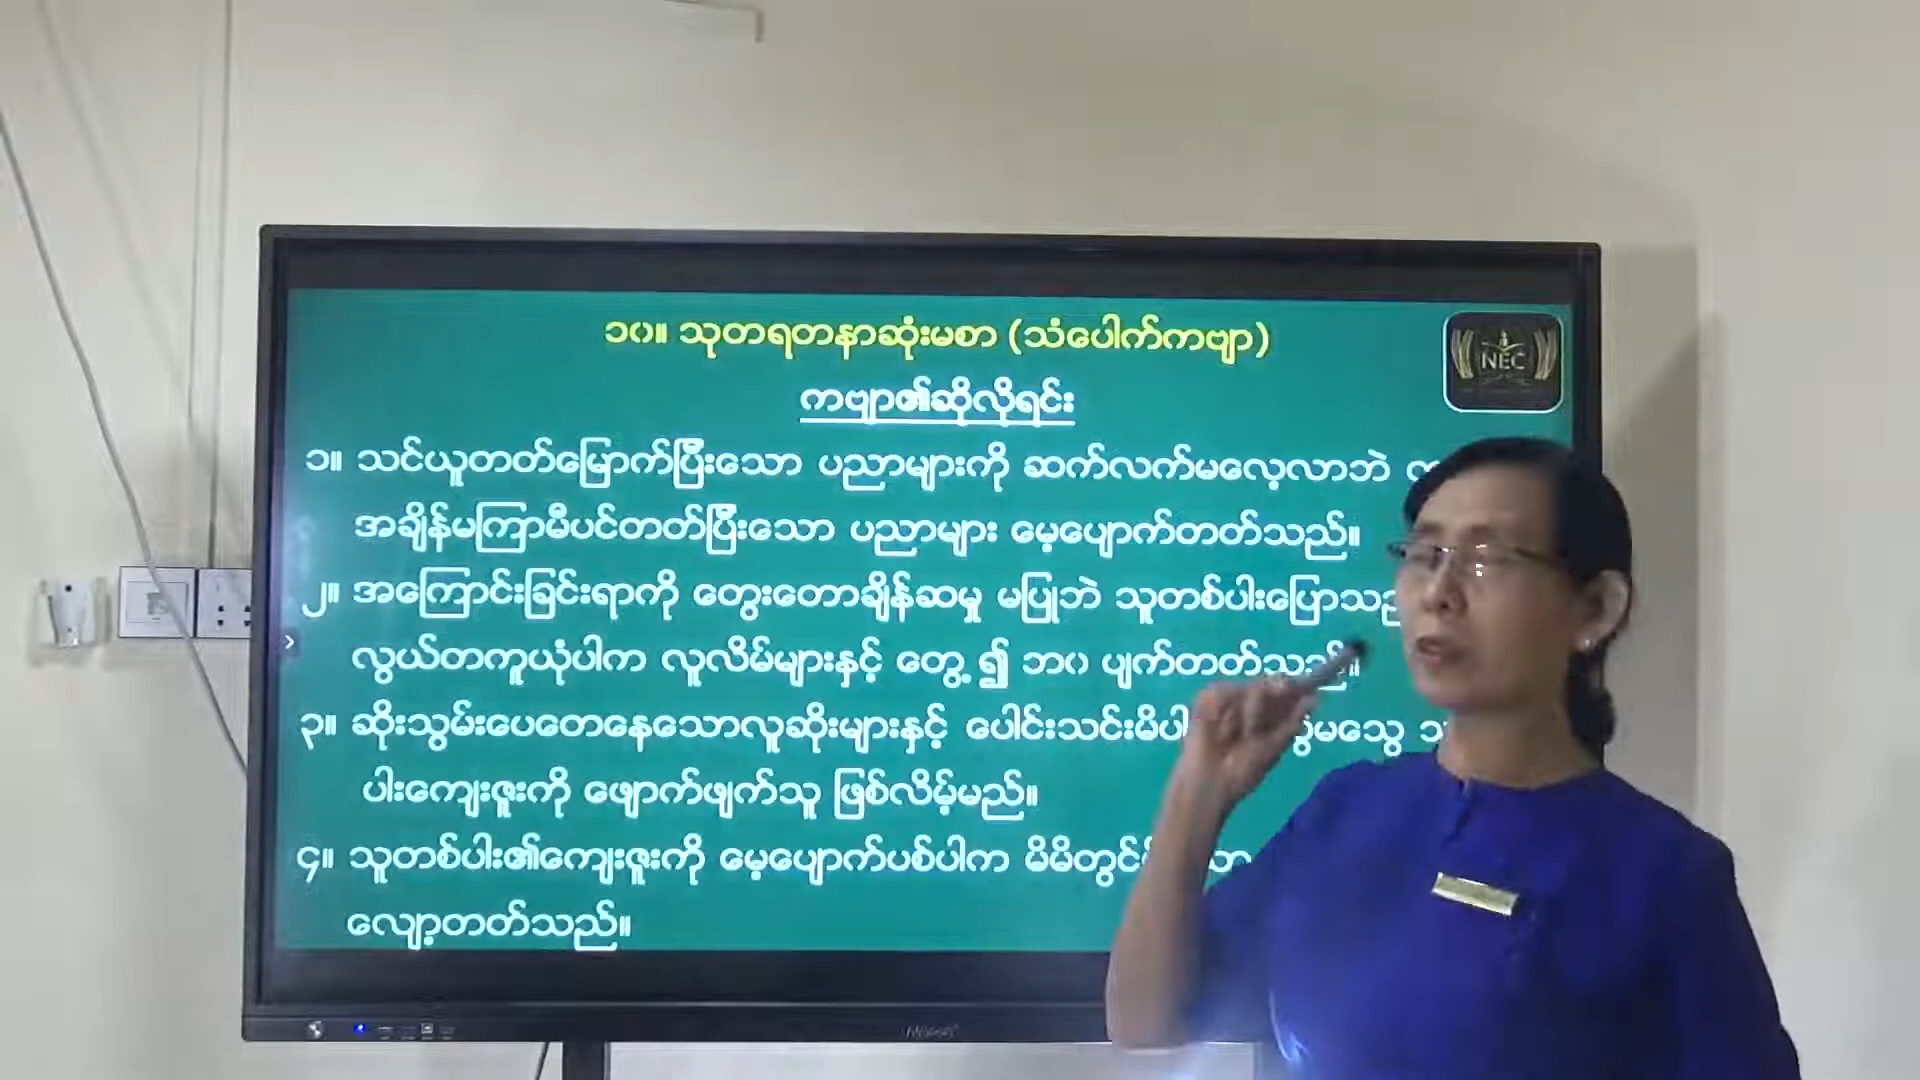 ၁၀။ သုတရတနာဆုံးမစာ (သံပေါက်ကဗျာ)
NEC
ကဗျာ၏ဆိုလိုရင်း
၁။ သင်ယူတတ်မြောက်ပြီးသော ပညာများကို ဆက်လက်မလေ့လာဘဲ
အချိန်မကြာမီပင်တတ်ပြီးသော ပညာများ မေ့ပျောက်တတ်သည်။
၂။ အကြောင်းခြင်းရာကို တွေးတောချိန်ဆမှု မပြုဘဲ သူတစ်ပါးပြော
လွယ်တကူယုံပါက လူလိမ်များနှင့် တွေ့၍ ဘ၀ ပျက်တတ်သည်။
၃။ ဆိုးသွမ်းပေတေနေသောလူဆိုးများနှင့် ပေါင်းသင်းမိပါ
ပါးကျေးဇူးကို ဖျောက်ဖျက်သူ ဖြစ်လိမ့်မည်။
၄။ သူတစ်ပါး၏ကျေးဇူးကို မေ့ပျောက်ပစ်ပါက မိမိတွင်
လျော့တတ်သည်။